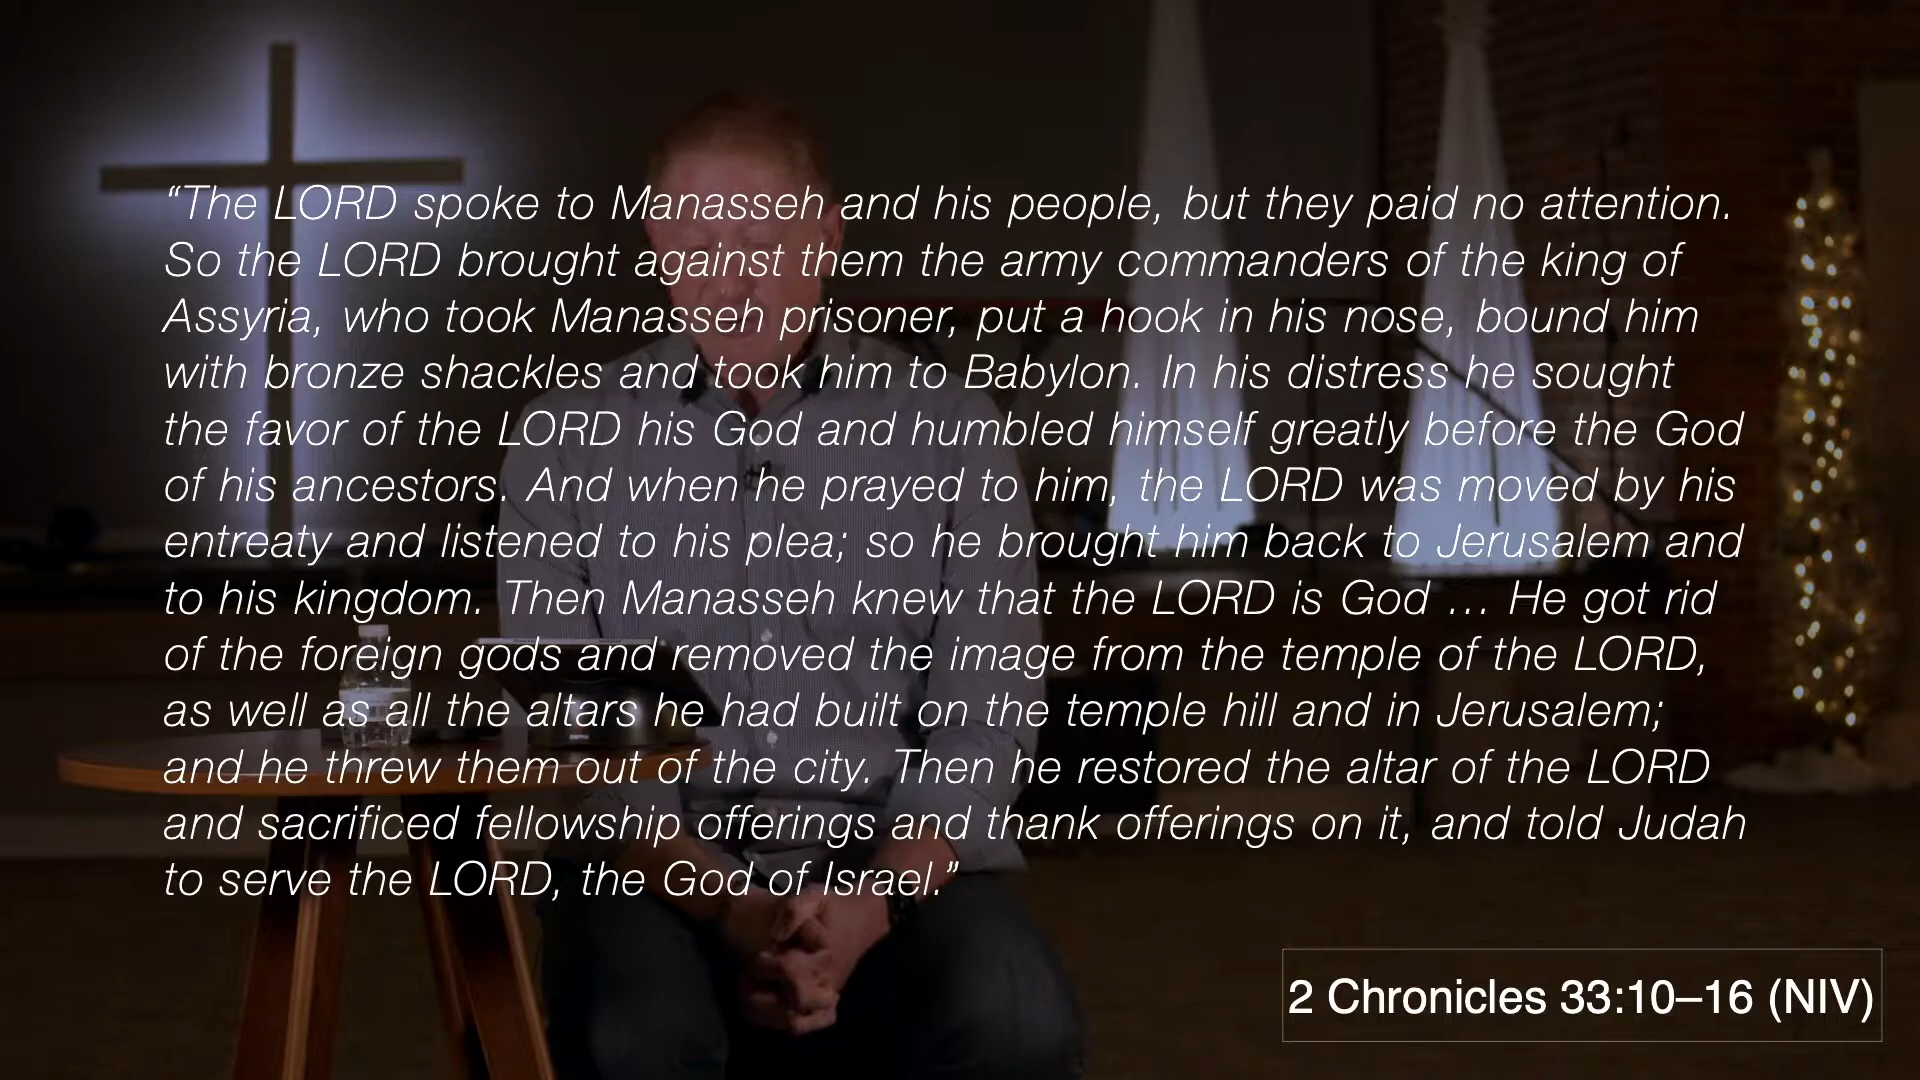 “The LORD spoke to Manasseh and his people, but they paid no attention.
So the LORD brought against them the army commanders of the king of
Assyria, who took Manasseh prisoner, put a hook in his nose, bound him
with bronze shackles and took him to Babylon. In his distress he sought
the favor of the LORD his God and humbled himself greatly before the God
of his ancestors. And when he prayed to him, the LORD was moved by his
entreaty and listened to his plea; so he brought him back to Jerusalem and
to his kingdom. Then Manasseh knew that the LORD is God … He got rid
of the foreign gods and removed the image from the temple of the LORD,
as well as all the altars he had built on the temple hill and in Jerusalem;
and he threw them out of the city. Then he restored the altar of the LORD
and sacrificed fellowship offerings and thank offerings on it, and told Judah
to serve the LORD, the God of Israel.”
2 Chronicles 33:10–16 (NIV)